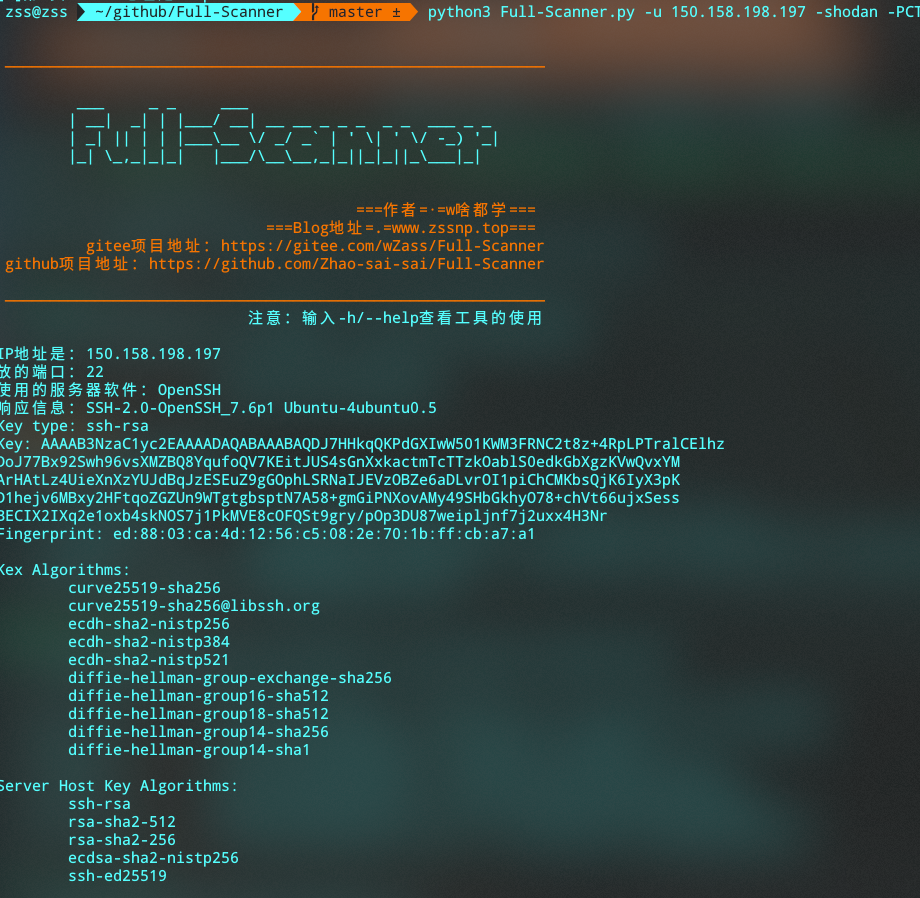 zss@zss ~/github/Full-Scanner master ± python3 Full-Scanner.py -u 150.158.198.197 -shodan -PCT
Full-Scanner
===作者=·=w啥都学===
===Blog地址=.=www.zssnp.top===
gitee项目地址: https://gitee.com/wZass/Full-Scanner
github项目地址: https://github.com/Zhao-sai-sai/Full-Scanner
注意: 输入-h/--help查看工具的使用
IP地址是: 150.158.198.197
放的端口: 22
使用的服务器软件: OpenSSH
响应信息: SSH-2.0-OpenSSH_7.6p1 Ubuntu-4ubuntu0.5
Key type: ssh-rsa
Key: AAAAB3NzaC1yc2EAAAADAQABAAABAQDJ7HHkqQKPdGXIwW501KWM3FRNC2t8z+4RpLPTralCElhz
DoJ77Bx92Swh96vsXMZBQ8YqufoQV7KEitJUS4sGnXxkactmTcTTzkOablS0edkGbXgzKVwQvxYM
ArHAtLz4UieXnXzYUJdBqJzESEuZ9gGOphLSRNaIJEVzOBZe6aDLvrOI1piChCMKbsQjK6IyX3pK
D1hejv6MBxy2HFtqoZGZUn9WTgtgbsptN7A58+gmGiPNXovAMy49SHbGkhyO78+chVt66ujxSess
BECIX2IXq2e1oxb4skNOS7j1PkMVE8cOFQSt9gry/pOp3DU87weipljnf7j2uxx4H3Nr
Fingerprint: ed:88:03:ca:4d:12:56:c5:08:2e:70:1b:ff:cb:a7:a1
Kex Algorithms:
curve25519-sha256
curve25519-sha256@libssh.org
ecdh-sha2-nistp256
ecdh-sha2-nistp384
ecdh-sha2-nistp521
diffie-hellman-group-exchange-sha256
diffie-hellman-group16-sha512
diffie-hellman-group18-sha512
diffie-hellman-group14-sha256
diffie-hellman-group14-sha1
Server Host Key Algorithms:
ssh-rsa
rsa-sha2-512
rsa-sha2-256
ecdsa-sha2-nistp256
ssh-ed25519